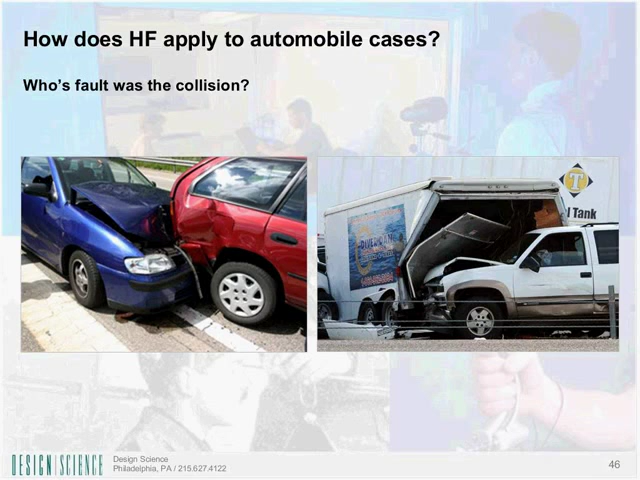 How does HF apply to automobile cases?
Who's fault was the collision?
T
l Tank
DESIGN SCIENCE
Design Science
Philadelphia, PA / 215.627.4122
46